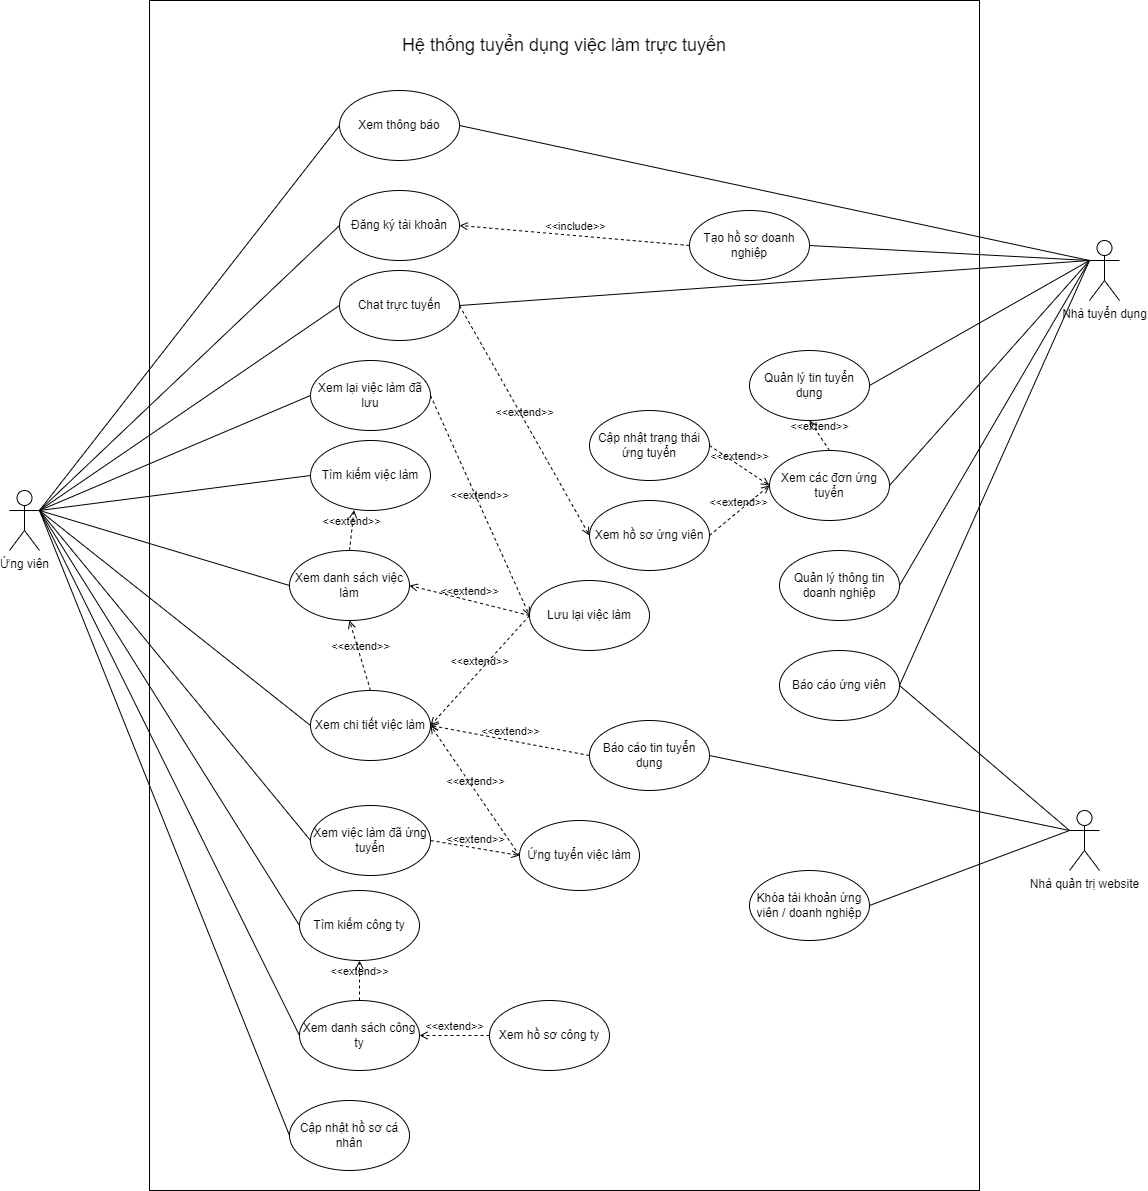 Hệ thống tuyển dụng việc làm trực tuyến
Xem thông báo
Đăng ký tài khoản
<<include>>
Tạo hồ sơ doanh
nghiệp
Chat trực tuyến
Nhà tuyển dụng
Xem lại việc làm đã
lưu
Quản lý tin tuyển
dụng
<<extend>>
<<extend>>
Cập nhật trạng thái
ứng tuyển
<<extend>>
Tìm kiếm việc làm
Xem các đơn ứng
tuyển
<<extend>>
<<extend>>
<<extend>>
Xem hồ sơ ứng viên
Ứng viên
Xem danh sách việc
làm
<<extend>>
Quản lý thông tin
doanh nghiệp
Lưu lại việc làm
<<extend>>
<<extend>>
Báo cáo ứng viên
Xem chi tiết việc làm
<<extend>>
Báo cáo tin tuyển
dụng
<<extend>>
Xem việc làm đã ứng
tuyển
<<extend>>
Ứng tuyển việc làm
Nhà quản trị website
Khóa tài khoản ứng
viên / doanh nghiệp
Tìm kiếm công ty
<<extend>>
Xem danh sách công
ty
<<extend>>
Xem hồ sơ công ty
Cập nhật hồ sơ cá
nhân